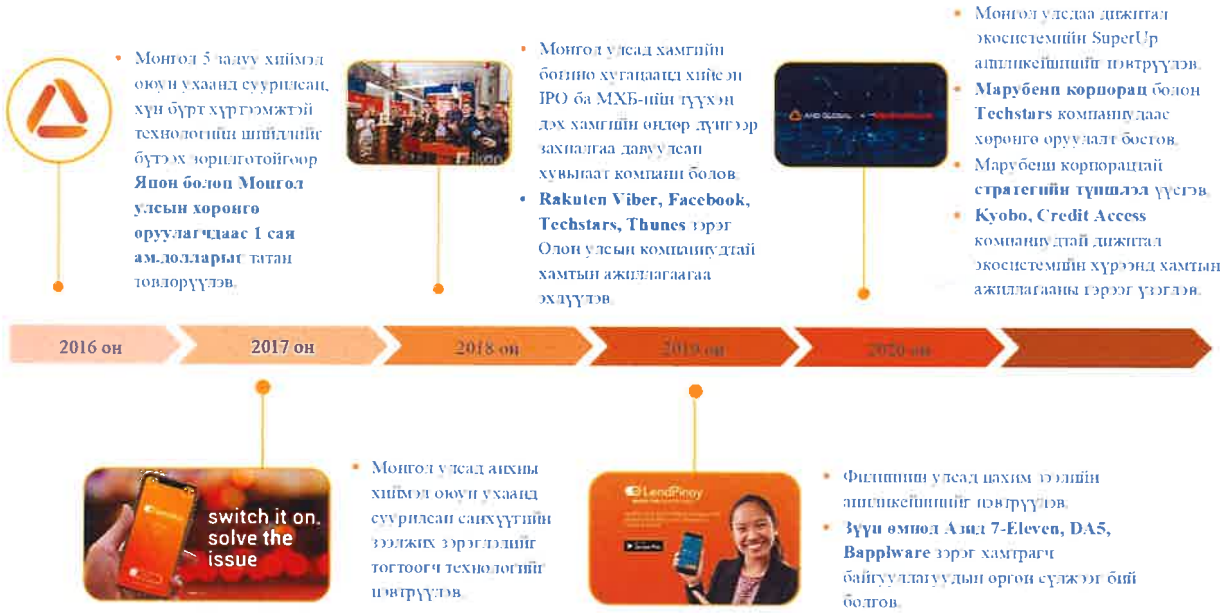 • Монгол 5 залуу хиймэл
оюун ухаанд суурилсан,
хүн бүрт хүртээмжтэй
технологийн шийдлийг
бүтээх зорилготойгоор
Япон болон Монгол
улсын хөрөнгө
оруулагчдаас 1 сая
ам.долларыг татан
төвлөрүүлэв.
• Монгол улсад хамгийн
богино хугацаанд хийсэн
IPO ба МХБ-ийн түүхэн
дэх хамгийн өндөр дүнгээр
захиалгаа давуулсан
хувьцаат компани болов.
• Rakuten Viber, Facebook,
Techstars, Thunes зэрэг
Олон улсын компаниудтай
хамтын ажиллагаагаа
эхлүүлэв.
ikon
AND GLOBAL
• Монгол улсдаа дижитал
экосистемийн SuperUp
аппликейшнийг нэвтрүүлэв.
• Марубени корпорац болон
Techstars компаниудаас
хөрөнгө оруулалт босгов.
• Марубени корпорацтай
стратегийн түншлэл үүсгэв.
• Kyobo, Credit Access
компаниудтай дижитал
экосистемийн хүрээнд хамтын
ажиллагааны гэрээг үзэглэв.
2016 он
2017 он
2018 он
2019 он
2020 он
switch it on.
solve the
issue
• Монгол улсад анхны
хиймэл оюун ухаанд
суурилсан санхүүгийн
зээлжих зэрэглэлийг
тогтоогч технологийг
нэвтрүүлэв.
LendPinoy
Google Play
• Филиппин улсад цахим зээлийн
аппликейшнийг нэвтрүүлэв.
• Зүүн өмнөд Азид 7-Eleven, DA5,
Bapplware зэрэг хамтрагч
байгууллагуудын өргөн сүлжээг бий
болгов.